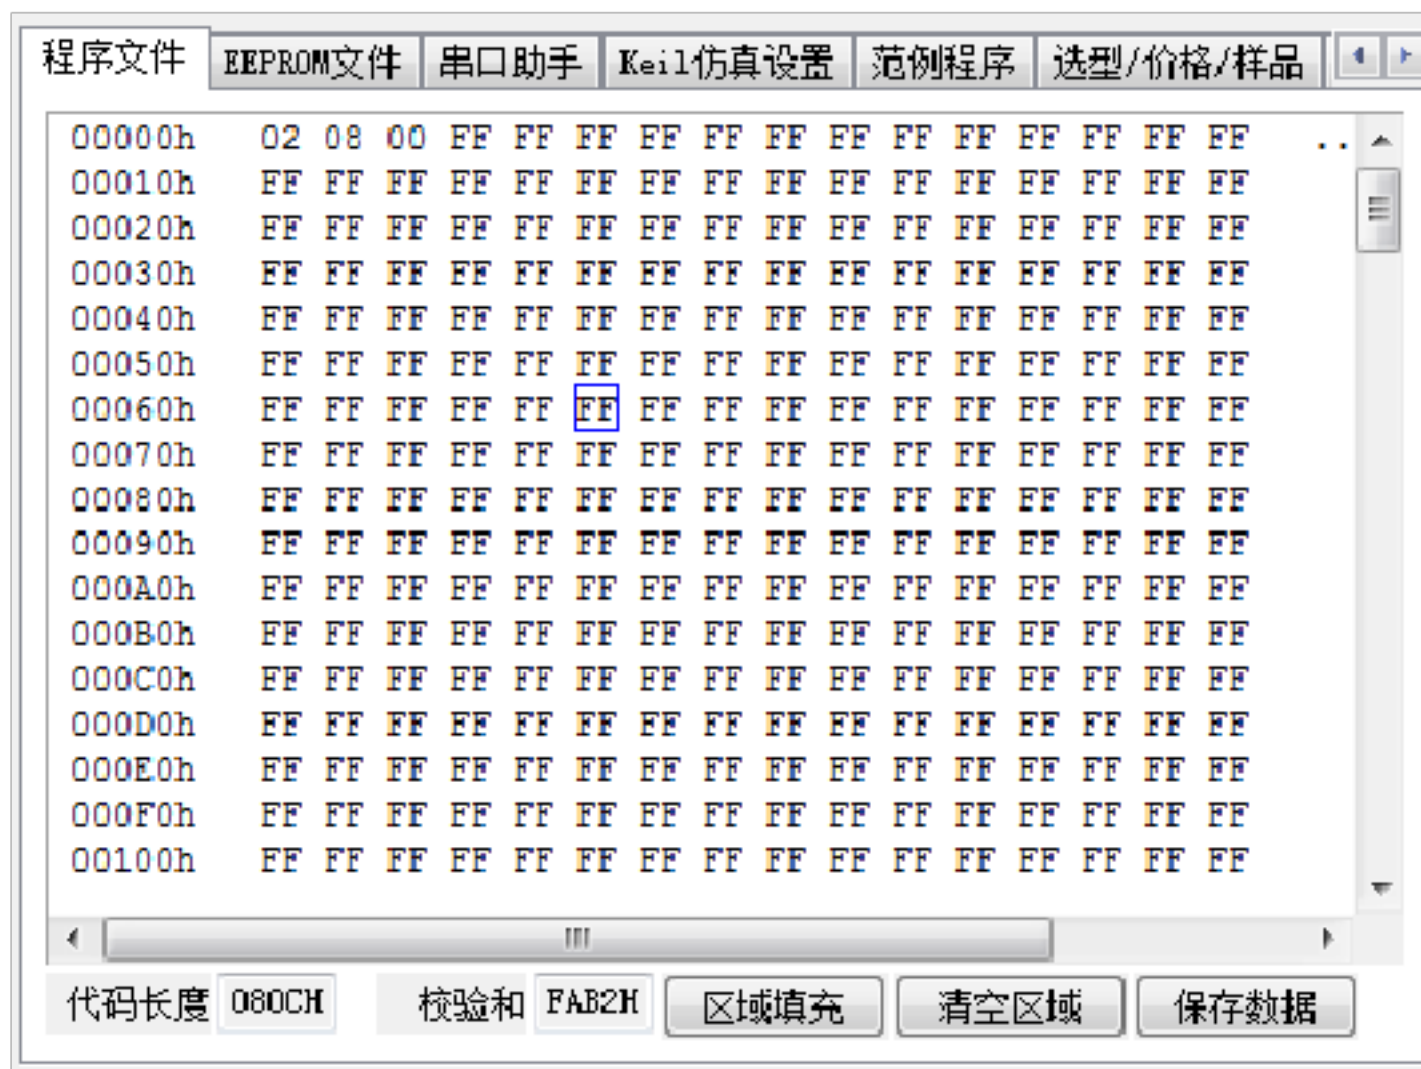 程序文件 EEPROM文件 串口助手 Keil仿真设置 范例程序 选型/价格/样品
00000h 02 08 00 FF FF FF FF FF FF FF FF FF FF FF FF FF ..
00010h FF FF FF FF FF FF FF FF FF FF FF FF FF FF FF FF
00020h FF FF FF FF FF FF FF FF FF FF FF FF FF FF FF FF
00030h FF FF FF FF FF FF FF FF FF FF FF FF FF FF FF FF
00040h FF FF FF FF FF FF FF FF FF FF FF FF FF FF FF FF
00050h FF FF FF FF FF FF FF FF FF FF FF FF FF FF FF FF
00060h FF FF FF FF FF FF FF FF FF FF FF FF FF FF FF FF
00070h FF FF FF FF FF FF FF FF FF FF FF FF FF FF FF FF
00080h FF FF FF FF FF FF FF FF FF FF FF FF FF FF FF FF
00090h FF FF FF FF FF FF FF FF FF FF FF FF FF FF FF FF
000A0h FF FF FF FF FF FF FF FF FF FF FF FF FF FF FF FF
000B0h FF FF FF FF FF FF FF FF FF FF FF FF FF FF FF FF
000C0h FF FF FF FF FF FF FF FF FF FF FF FF FF FF FF FF
000D0h FF FF FF FF FF FF FF FF FF FF FF FF FF FF FF FF
000E0h FF FF FF FF FF FF FF FF FF FF FF FF FF FF FF FF
000F0h FF FF FF FF FF FF FF FF FF FF FF FF FF FF FF FF
00100h FF FF FF FF FF FF FF FF FF FF FF FF FF FF FF FF
代码长度 080CH 校验和 FAB2H 区域填充 清空区域 保存数据